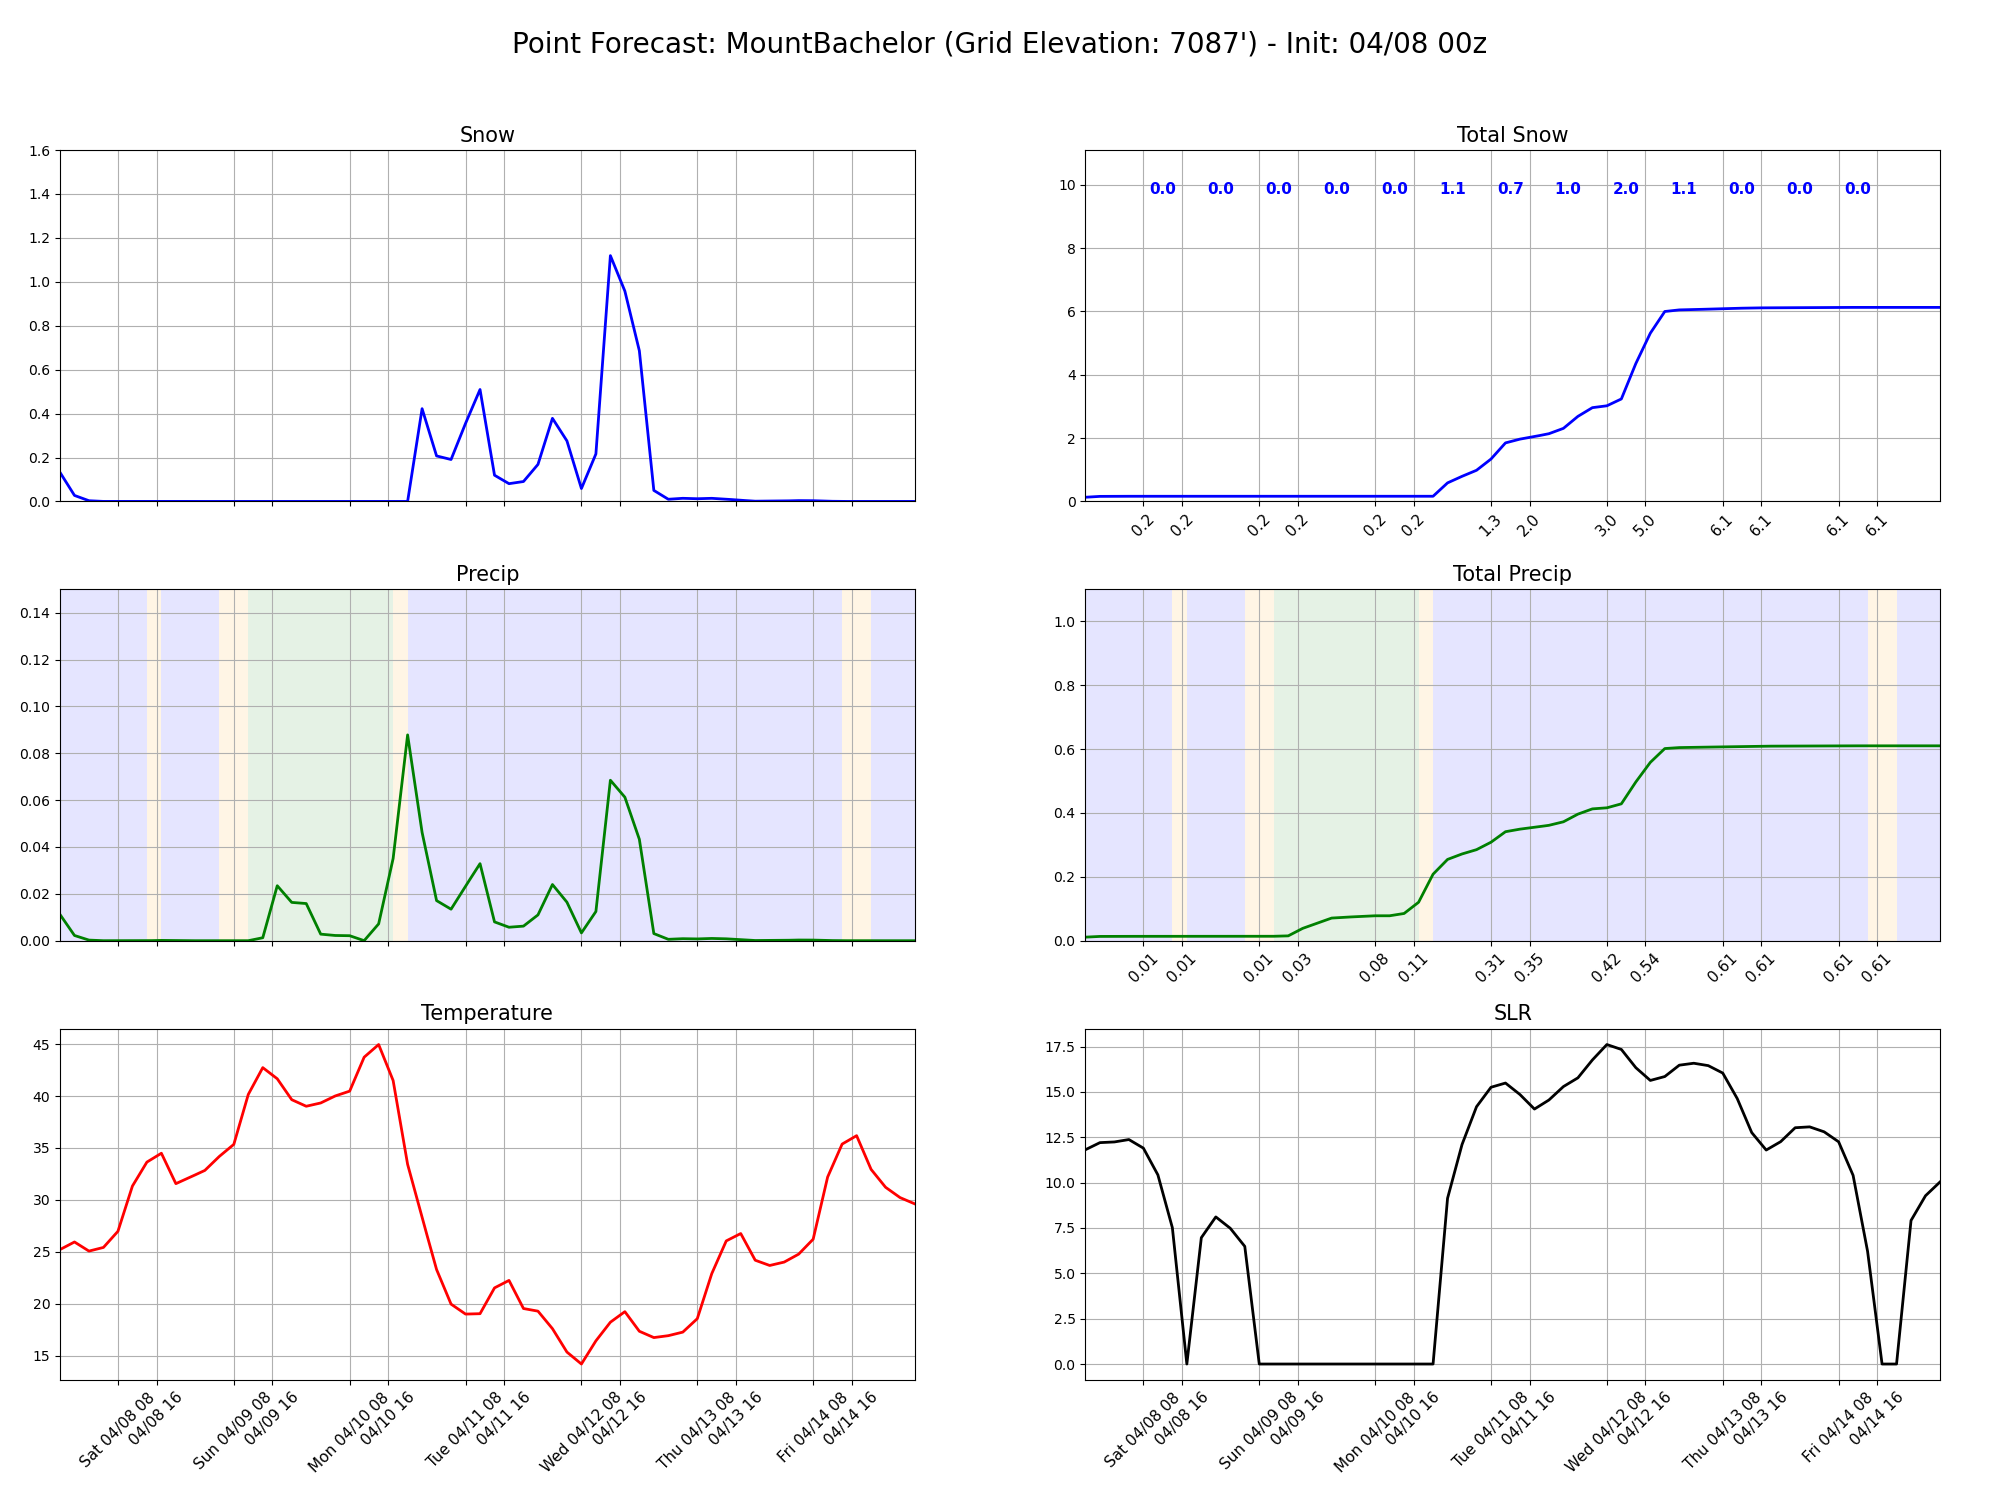 Point Forecast: MountBachelor (Grid Elevation: 7087') - Init: 04/08 00z
Snow
1.6
1.4
1.2
1.0
0.8
0.6
0.4
0.2
0.0
Total Snow
10
8
6
4
2
0
0.0 0.0 0.0 0.0 0.0 1.1 0.7 1.0 2.0 1.1 0.0 0.0 0.0
0.2 0.2 0.2 0.2 0.2 0.2 1.3 2.0 3.0 5.0 6.1 6.1 6.1 6.1
Precip
0.14
0.12
0.10
0.08
0.06
0.04
0.02
0.00
Total Precip
1.0
0.8
0.6
0.4
0.2
0.0
0.01 0.01 0.01 0.03 0.08 0.11 0.31 0.35 0.42 0.54 0.61 0.61 0.61 0.61
Temperature
45
40
35
30
25
20
15
Sat 04/08 08
04/08 16
Sun 04/09 08
04/09 16
Mon 04/10 08
04/10 16
Tue 04/11 08
04/11 16
Wed 04/12 08
04/12 16
Thu 04/13 08
04/13 16
Fri 04/14 08
04/14 16
SLR
17.5
15.0
12.5
10.0
7.5
5.0
2.5
0.0
Sat 04/08 08
04/08 16
Sun 04/09 08
04/09 16
Mon 04/10 08
04/10 16
Tue 04/11 08
04/11 16
Wed 04/12 08
04/12 16
Thu 04/13 08
04/13 16
Fri 04/14 08
04/14 16